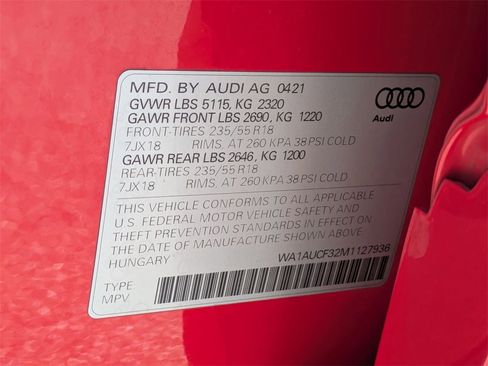 MFD. BY AUDI AG 0421
GVWR LBS 5115, KG 2320
GAWR FRONT LBS 2690, KG 1220
FRONT-TIRES 235/55 R18
7JX18 RIMS, AT 260 KPA 38 PSI COLD
GAWR REAR LBS 2646, KG 1200
REAR-TIRES 235/55 R18
7JX18 RIMS, AT 260 KPA 38 PSI COLD
THIS VEHICLE CONFORMS TO ALL APPLICABLE
U.S. FEDERAL MOTOR VEHICLE SAFETY AND
THEFT PREVENTION STANDARDS IN EFFECT ON
THE DATE OF MANUFACTURE SHOWN ABOVE.
HUNGARY
WA1AUCF32M1127936
TYPE
MPV
Audi